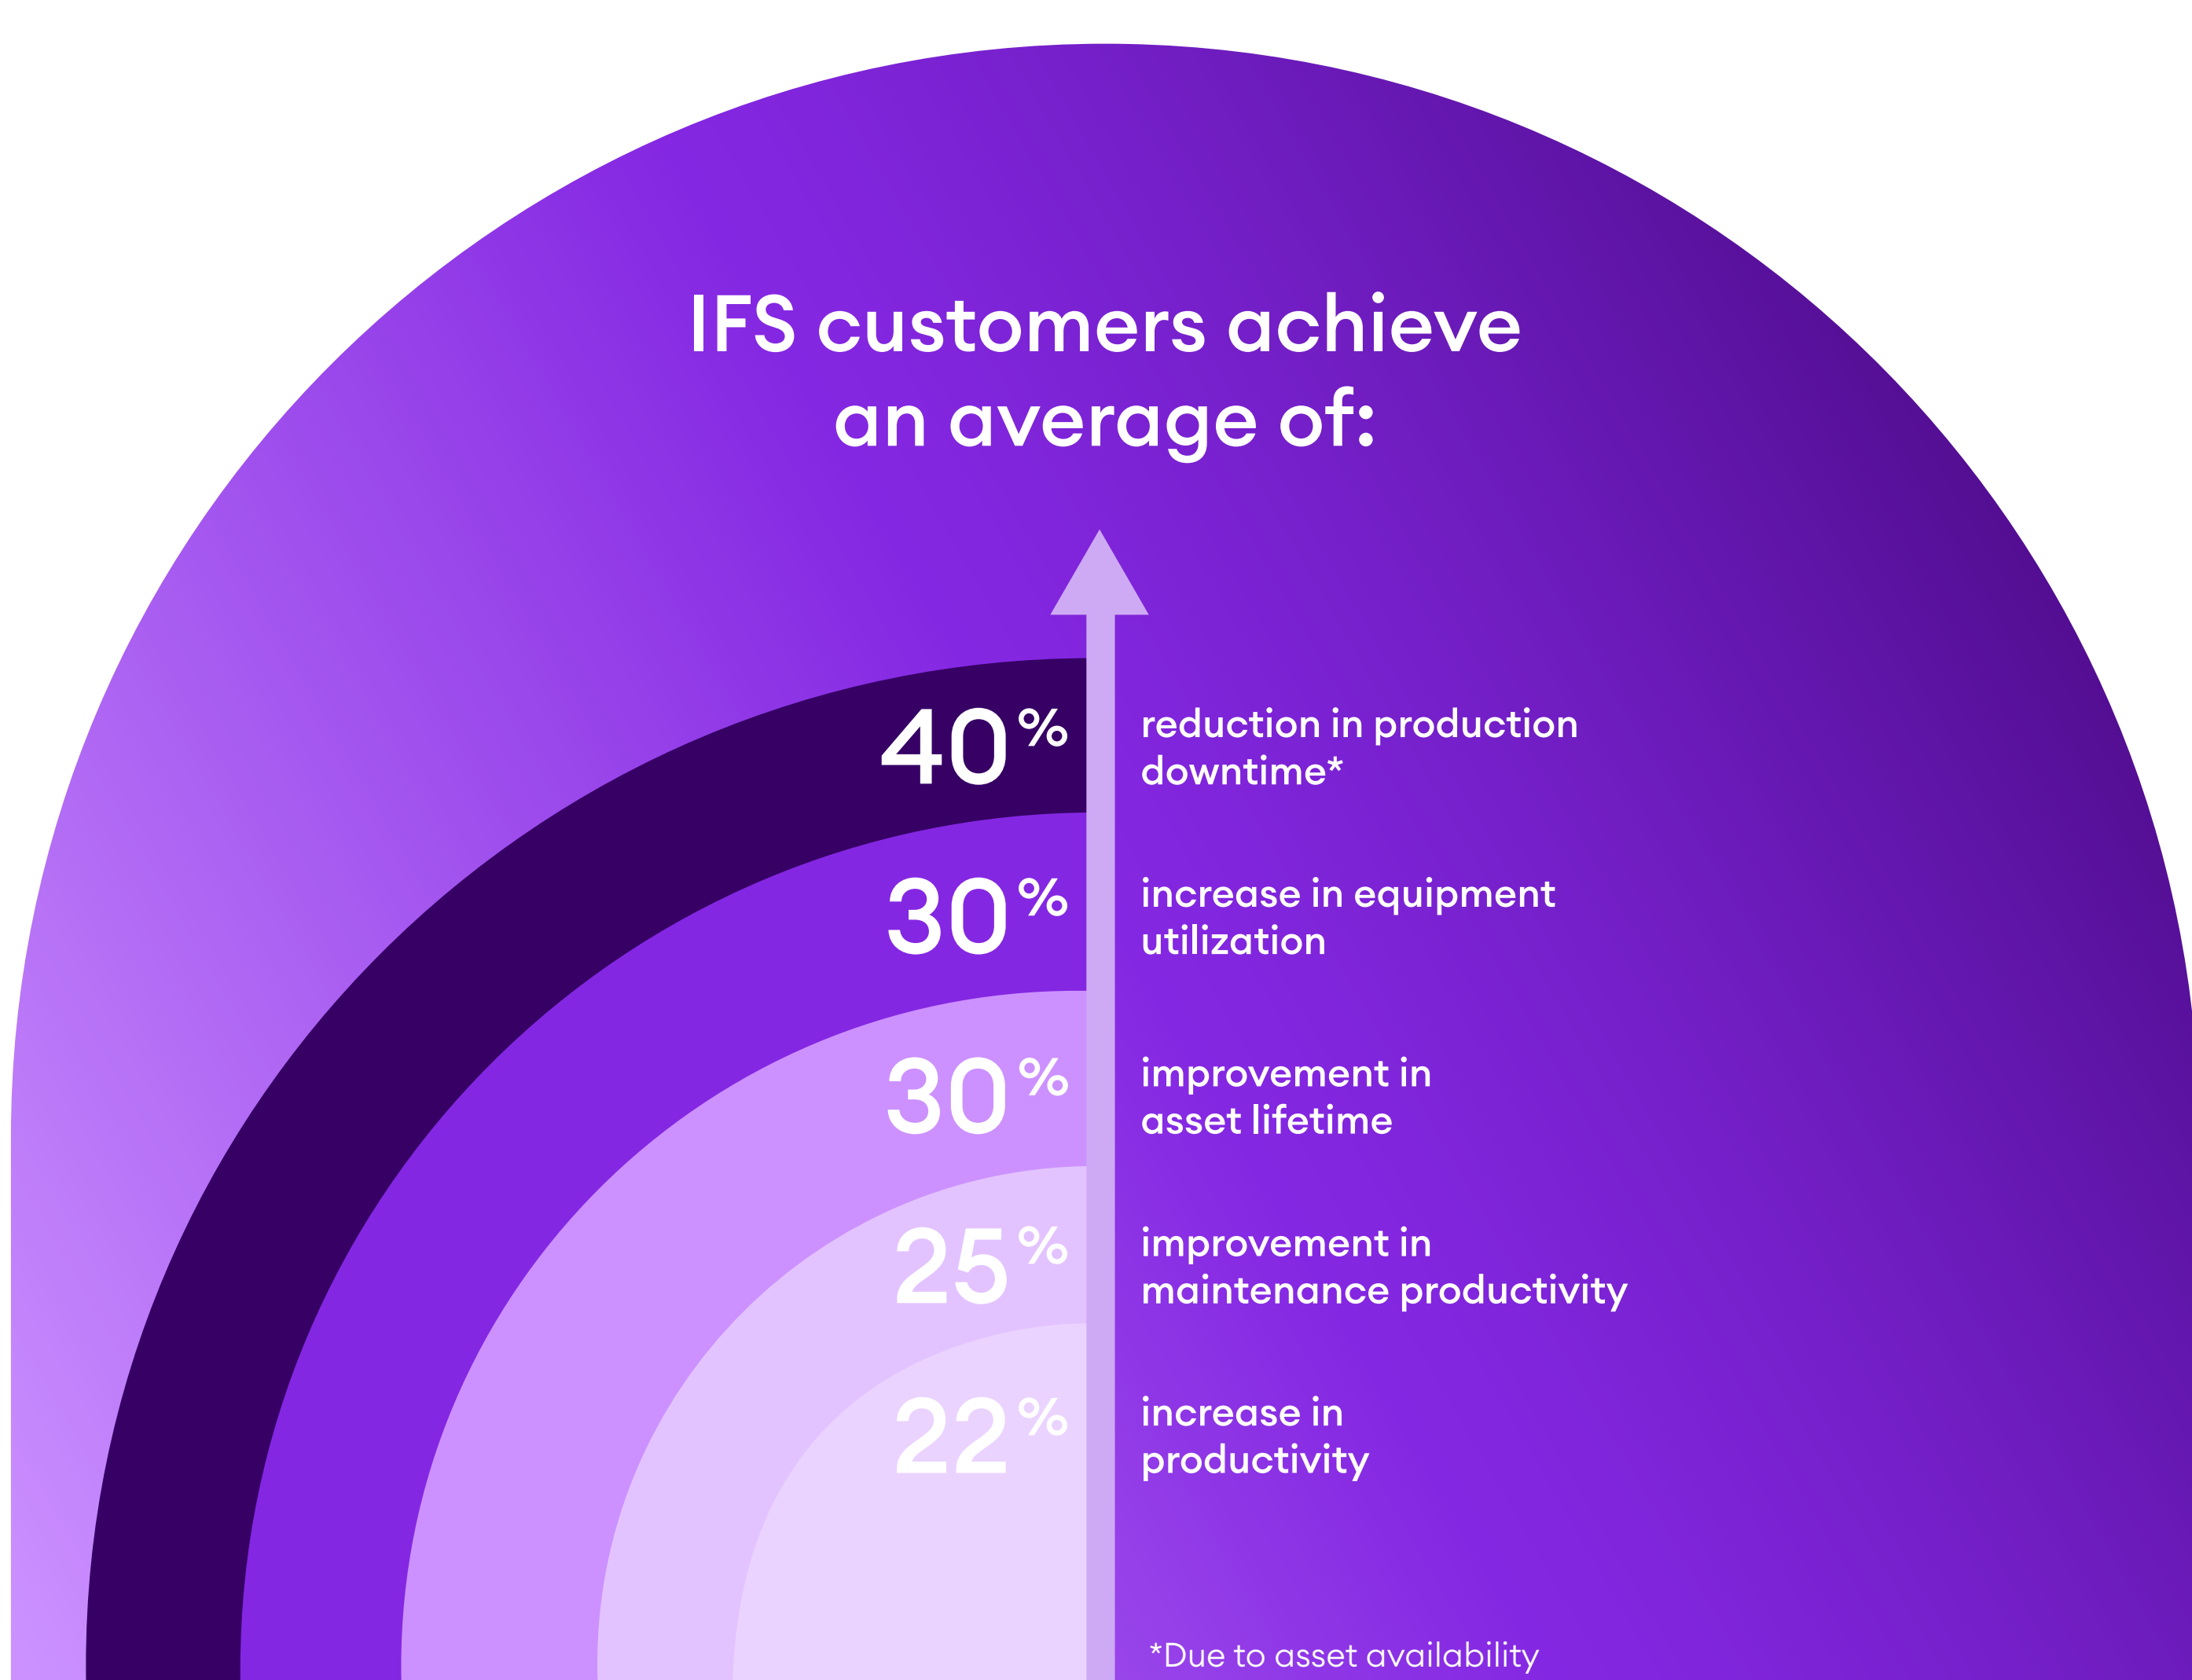 IFS customers achieve
an average of:
40%
reduction in production
downtime*
30%
increase in equipment
utilization
30%
improvement in
asset lifetime
25%
improvement in
maintenance productivity
22%
increase in
productivity
*Due to asset availability